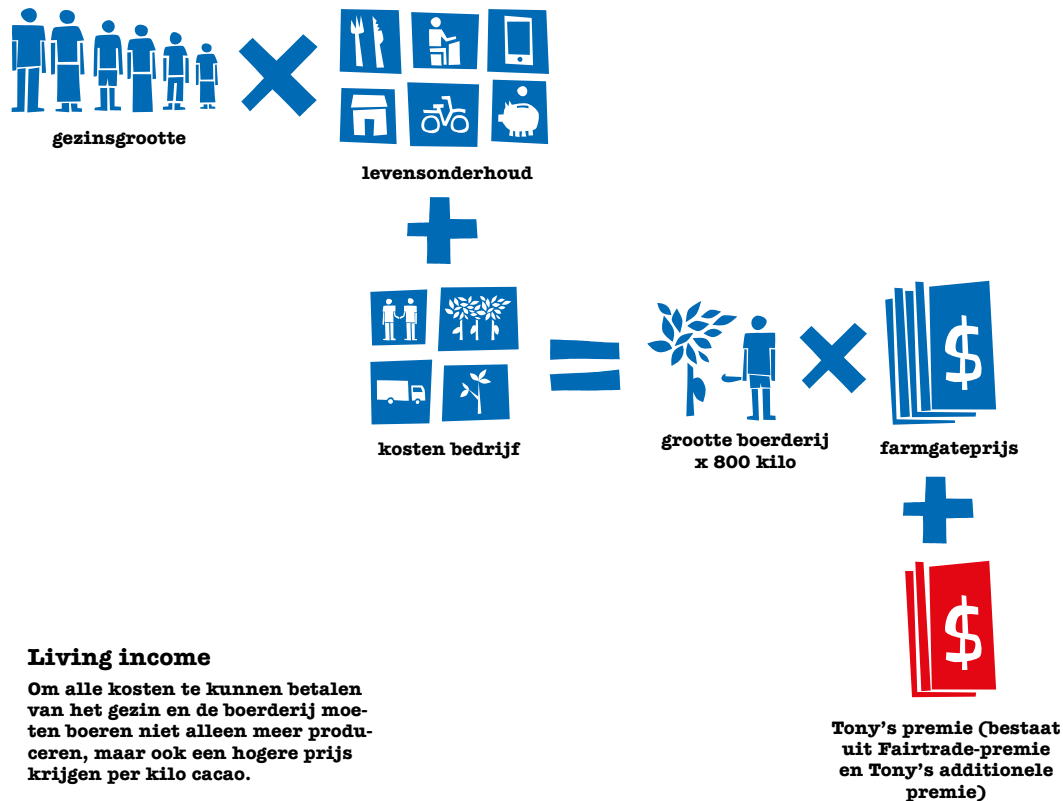 gezinsgrootte
levensonderhoud
kosten bedrijf
grootte boerderij
x 800 kilo
farmgateprijs
$
$
Tony's premie (bestaat
uit Fairtrade-premie
en Tony's additionele
premie)
Living income
Om alle kosten te kunnen betalen
van het gezin en de boerderij moe-
ten boeren niet alleen meer produ-
ceren, maar ook een hogere prijs
krijgen per kilo cacao.